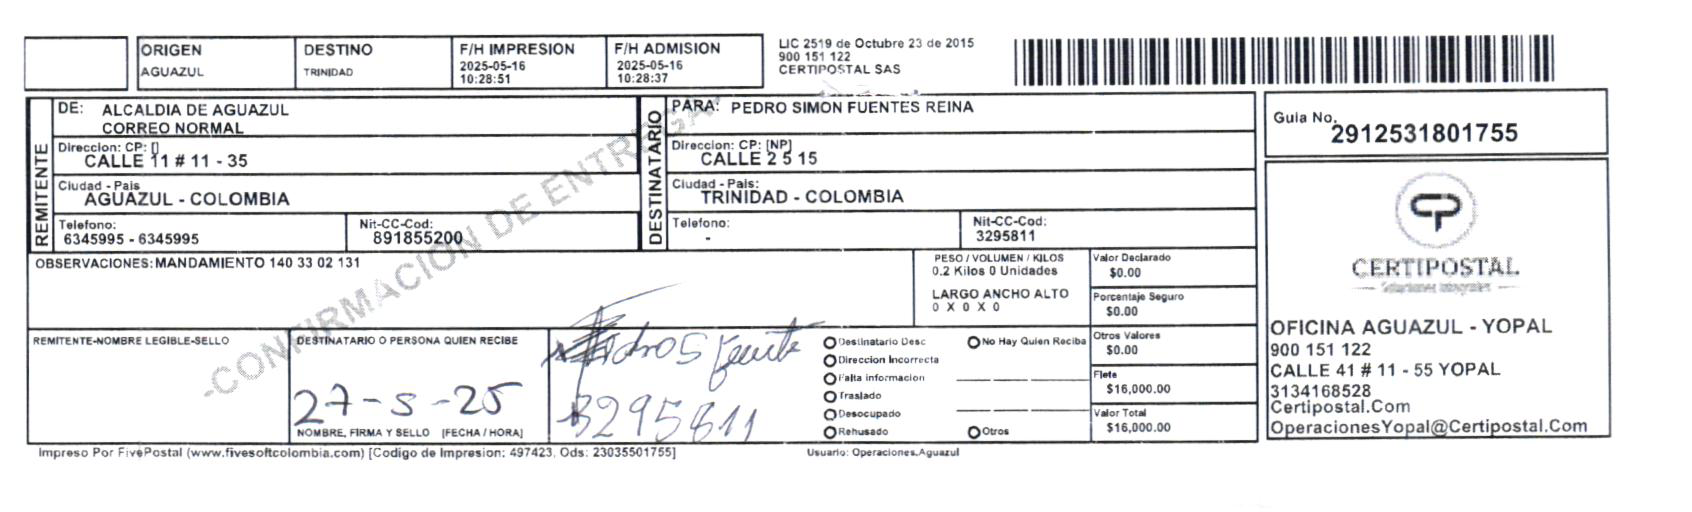 ORIGEN
AGUAZUL
DESTINO
TRINIDAD
F/H IMPRESION
2025-05-16
10:28:51
F/H ADMISION
2025-05-16
10:28:37
LIC 2519 de Octubre 23 de 2015
900 151 122
CERTIPOSTAL SAS
REMITENTE
DE: ALCALDIA DE AGUAZUL
CORREO NORMAL
Direccion: CP: []
CALLE 11 # 11 - 35
Ciudad - Pais
AGUAZUL - COLOMBIA
Telefono:
6345995 - 6345995
Nit-CC-Cod:
891855200
DESTINATARIO
PARA: PEDRO SIMON FUENTES REINA
Direccion: CP: [NP]
CALLE 2 5 15
Ciudad - Pais:
TRINIDAD - COLOMBIA
Telefono:
-
Nit-CC-Cod:
3295811
Guia No.
2912531801755
CERTIPOSTAL
Soluciones Integrales
OFICINA AGUAZUL - YOPAL
900 151 122
CALLE 41 # 11 - 55 YOPAL
3134168528
Certipostal.Com
OperacionesYopal@Certipostal.Com
-CONFIRMACION DE ENTREGA-
OBSERVACIONES: MANDAMIENTO 140 33 02 131
PESO / VOLUMEN / KILOS
0.2 Kilos 0 Unidades
LARGO ANCHO ALTO
0 X 0 X 0
Valor Declarado
$0.00
Porcentaje Seguro
$0.00
Otros Valores
$0.00
Flete
$16,000.00
Valor Total
$16,000.00
REMITENTE-NOMBRE LEGIBLE-SELLO
DESTINATARIO O PERSONA QUIEN RECIBE
27-5-25
NOMBRE, FIRMA Y SELLO [FECHA / HORA]
Pedro S Fuente
3295811
Destinatario Desc
Direccion Incorrecta
Falta informacion
Traslado
Desocupado
Rehusado
No Hay Quien Reciba
Otros
Impreso Por FivePostal (www.fivesoftcolombia.com) [Codigo de Impresion: 497423, Ods: 23035501755]
Usuario: Operaciones.Aguazul